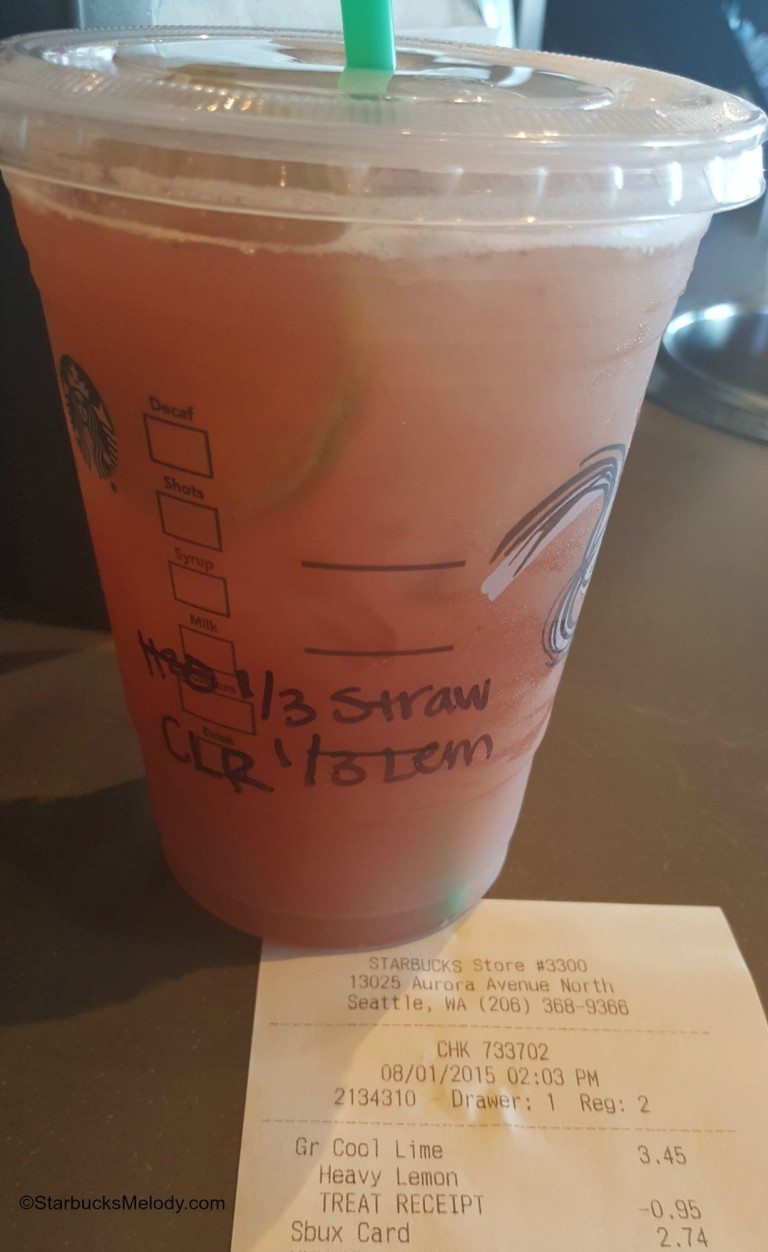 Decaf
Shots
Syrup
Milk
1/3 Straw
Drink
CLR 1/3 Lem
STARBUCKS Store #3300
13025 Aurora Avenue North
Seattle, WA (206) 368-9366
CHK 733702
08/01/2015 02:03 PM
2134310 Drawer: 1 Reg: 2
Gr Cool Lime 3.45
Heavy Lemon
TREAT RECEIPT -0.95
Sbux Card 2.74
©StarbucksMelody.com